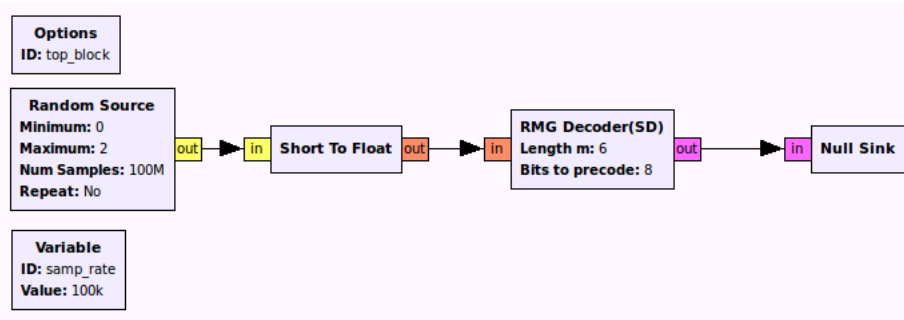 Options
ID: top_block
Random Source
Minimum: 0
Maximum: 2
Num Samples: 100M
Repeat: No
out
in
Short To Float
out
in
RMG Decoder(SD)
Length m: 6
Bits to precode: 8
out
in
Null Sink
Variable
ID: samp_rate
Value: 100k